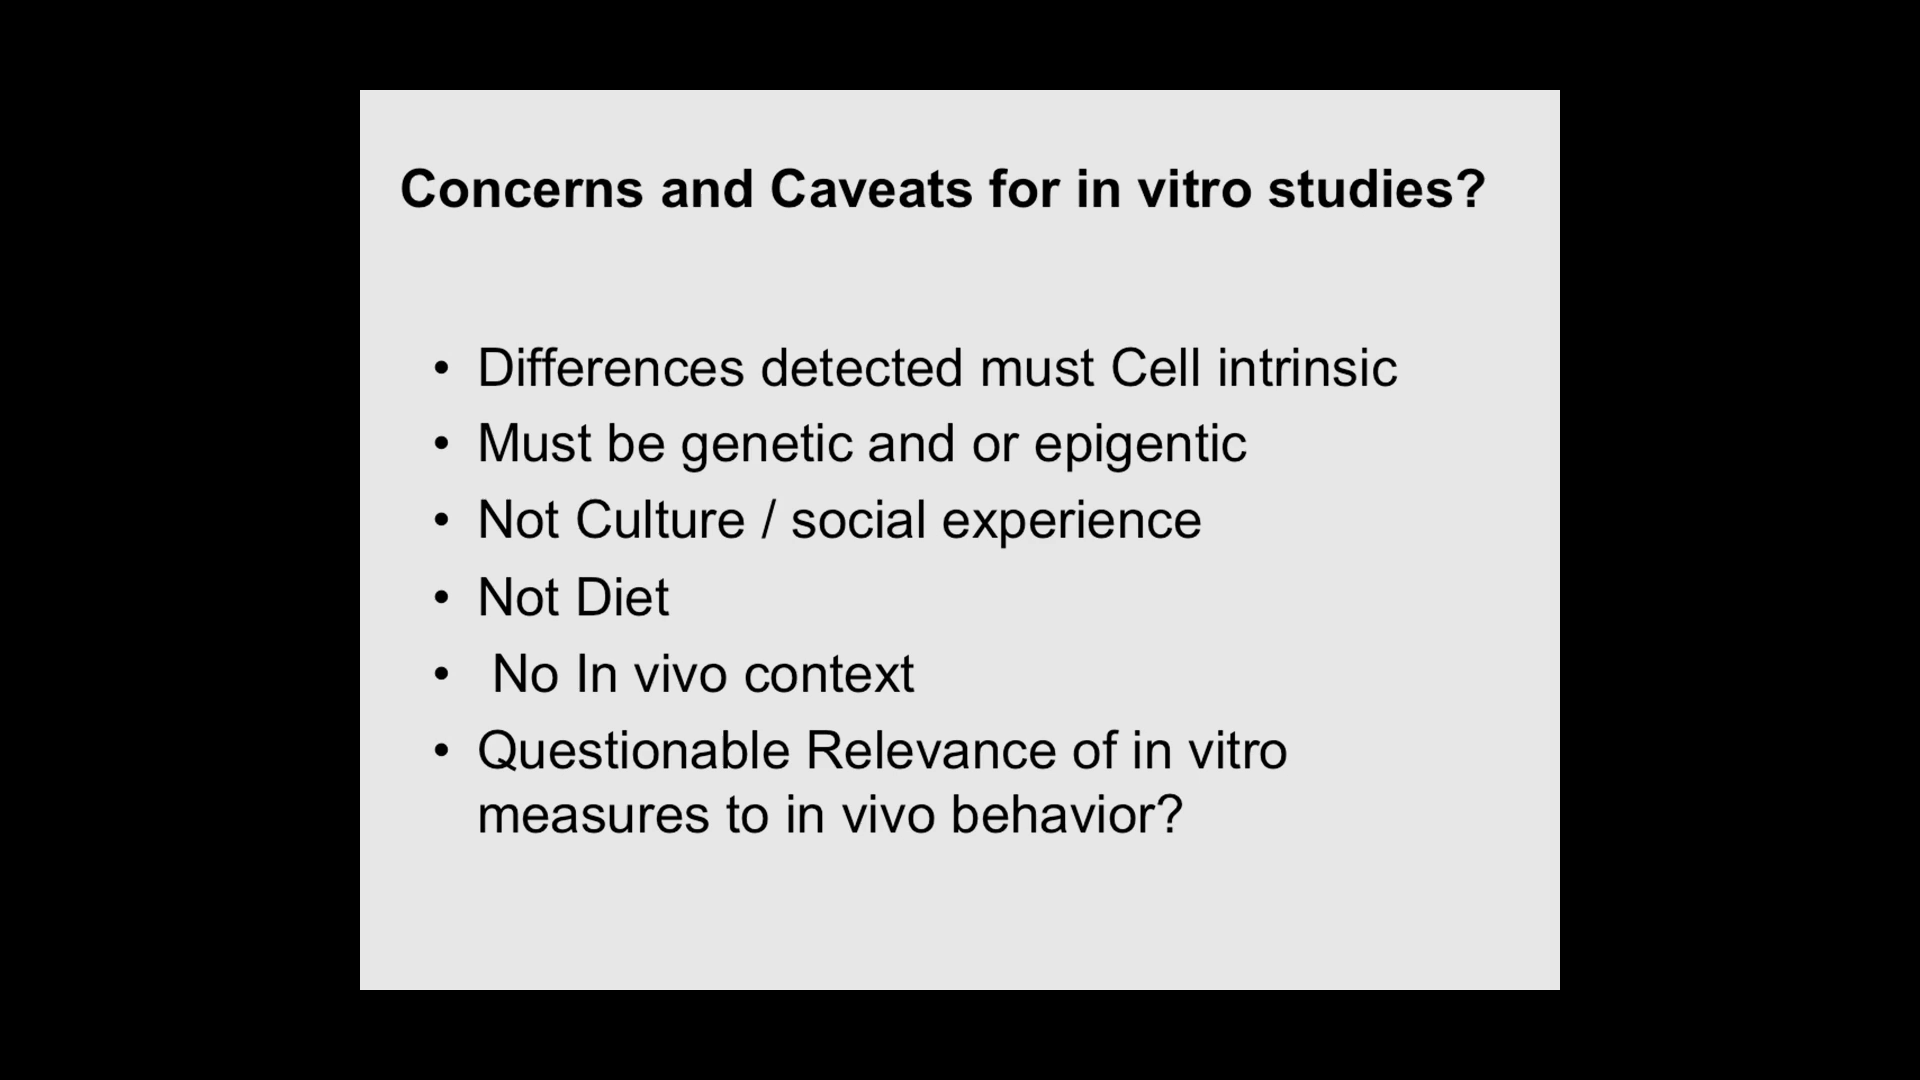 Concerns and Caveats for in vitro studies?
• Differences detected must Cell intrinsic
• Must be genetic and or epigentic
• Not Culture / social experience
• Not Diet
• No In vivo context
• Questionable Relevance of in vitro
measures to in vivo behavior?